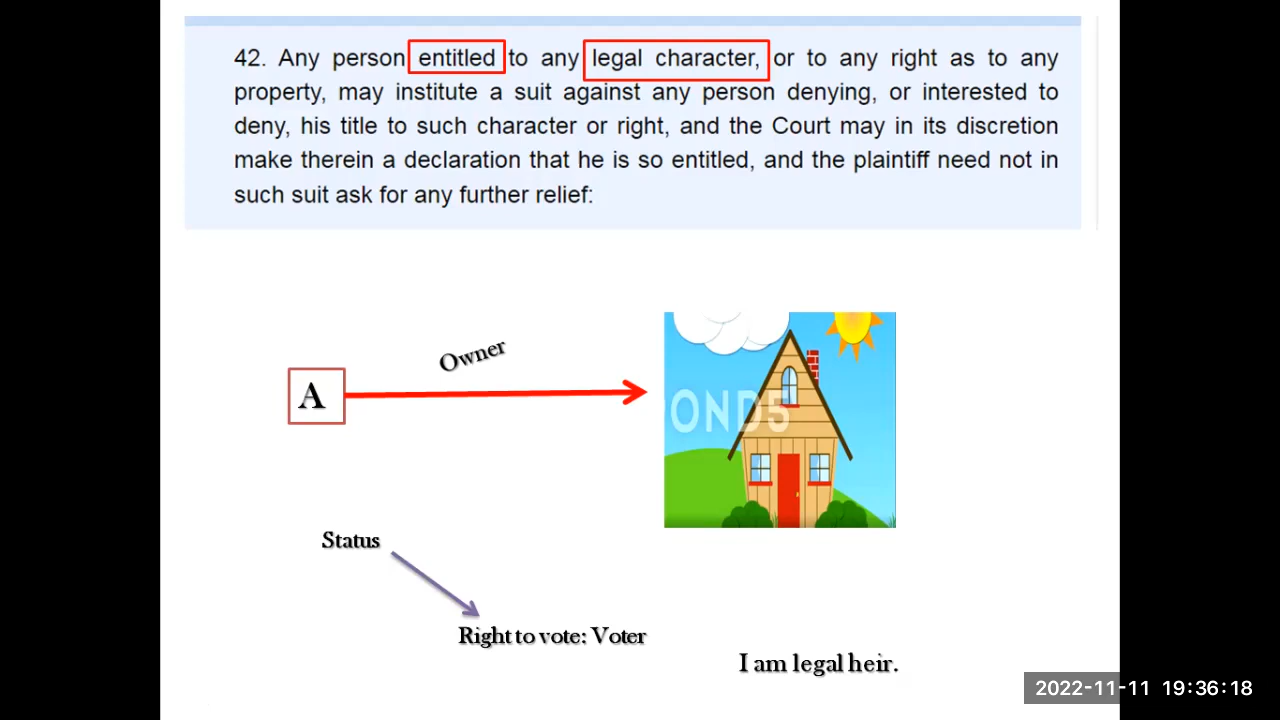 42. Any person entitled to any legal character, or to any right as to any
property, may institute a suit against any person denying, or interested to
deny, his title to such character or right, and the Court may in its discretion
make therein a declaration that he is so entitled, and the plaintiff need not in
such suit ask for any further relief:
Owner
A
OND5
Status
Right to vote: Voter
I am legal heir.
2022-11-11 19:36:18